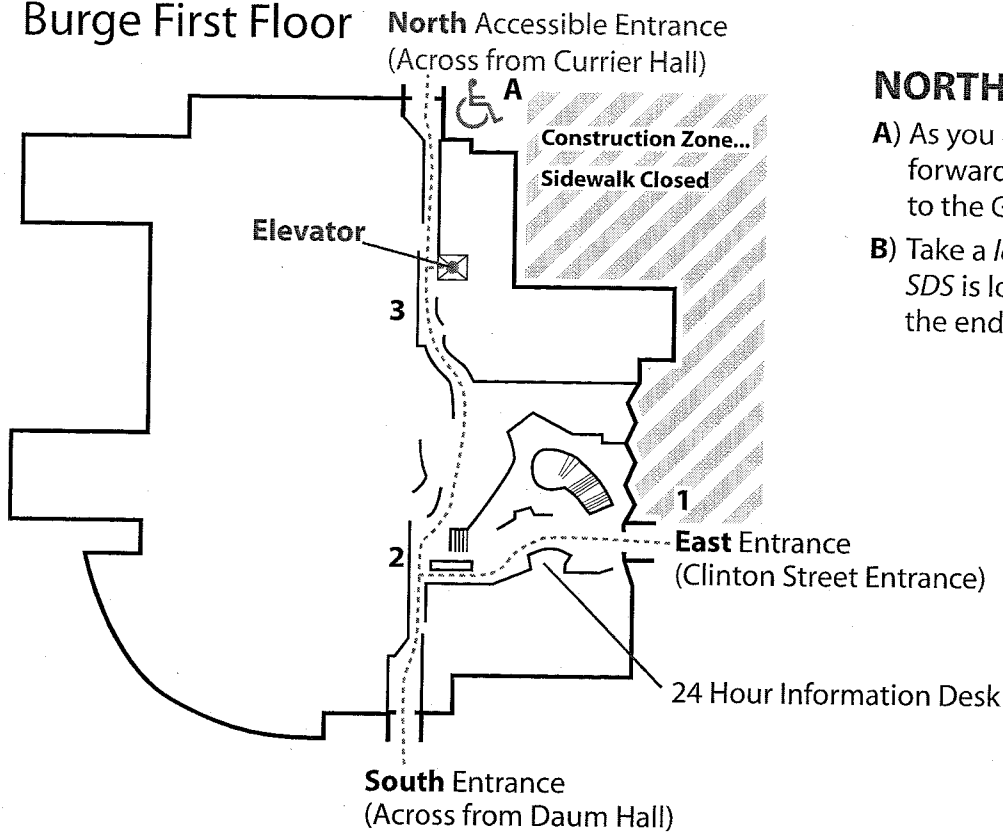 Burge First Floor
North Accessible Entrance
(Across from Currier Hall)
A
Construction Zone...
Sidewalk Closed
Elevator
3
1
2
East Entrance
(Clinton Street Entrance)
24 Hour Information Desk
South Entrance
(Across from Daum Hall)
NORTH
A) As you
forward
to the
B) Take a
SDS is
the end